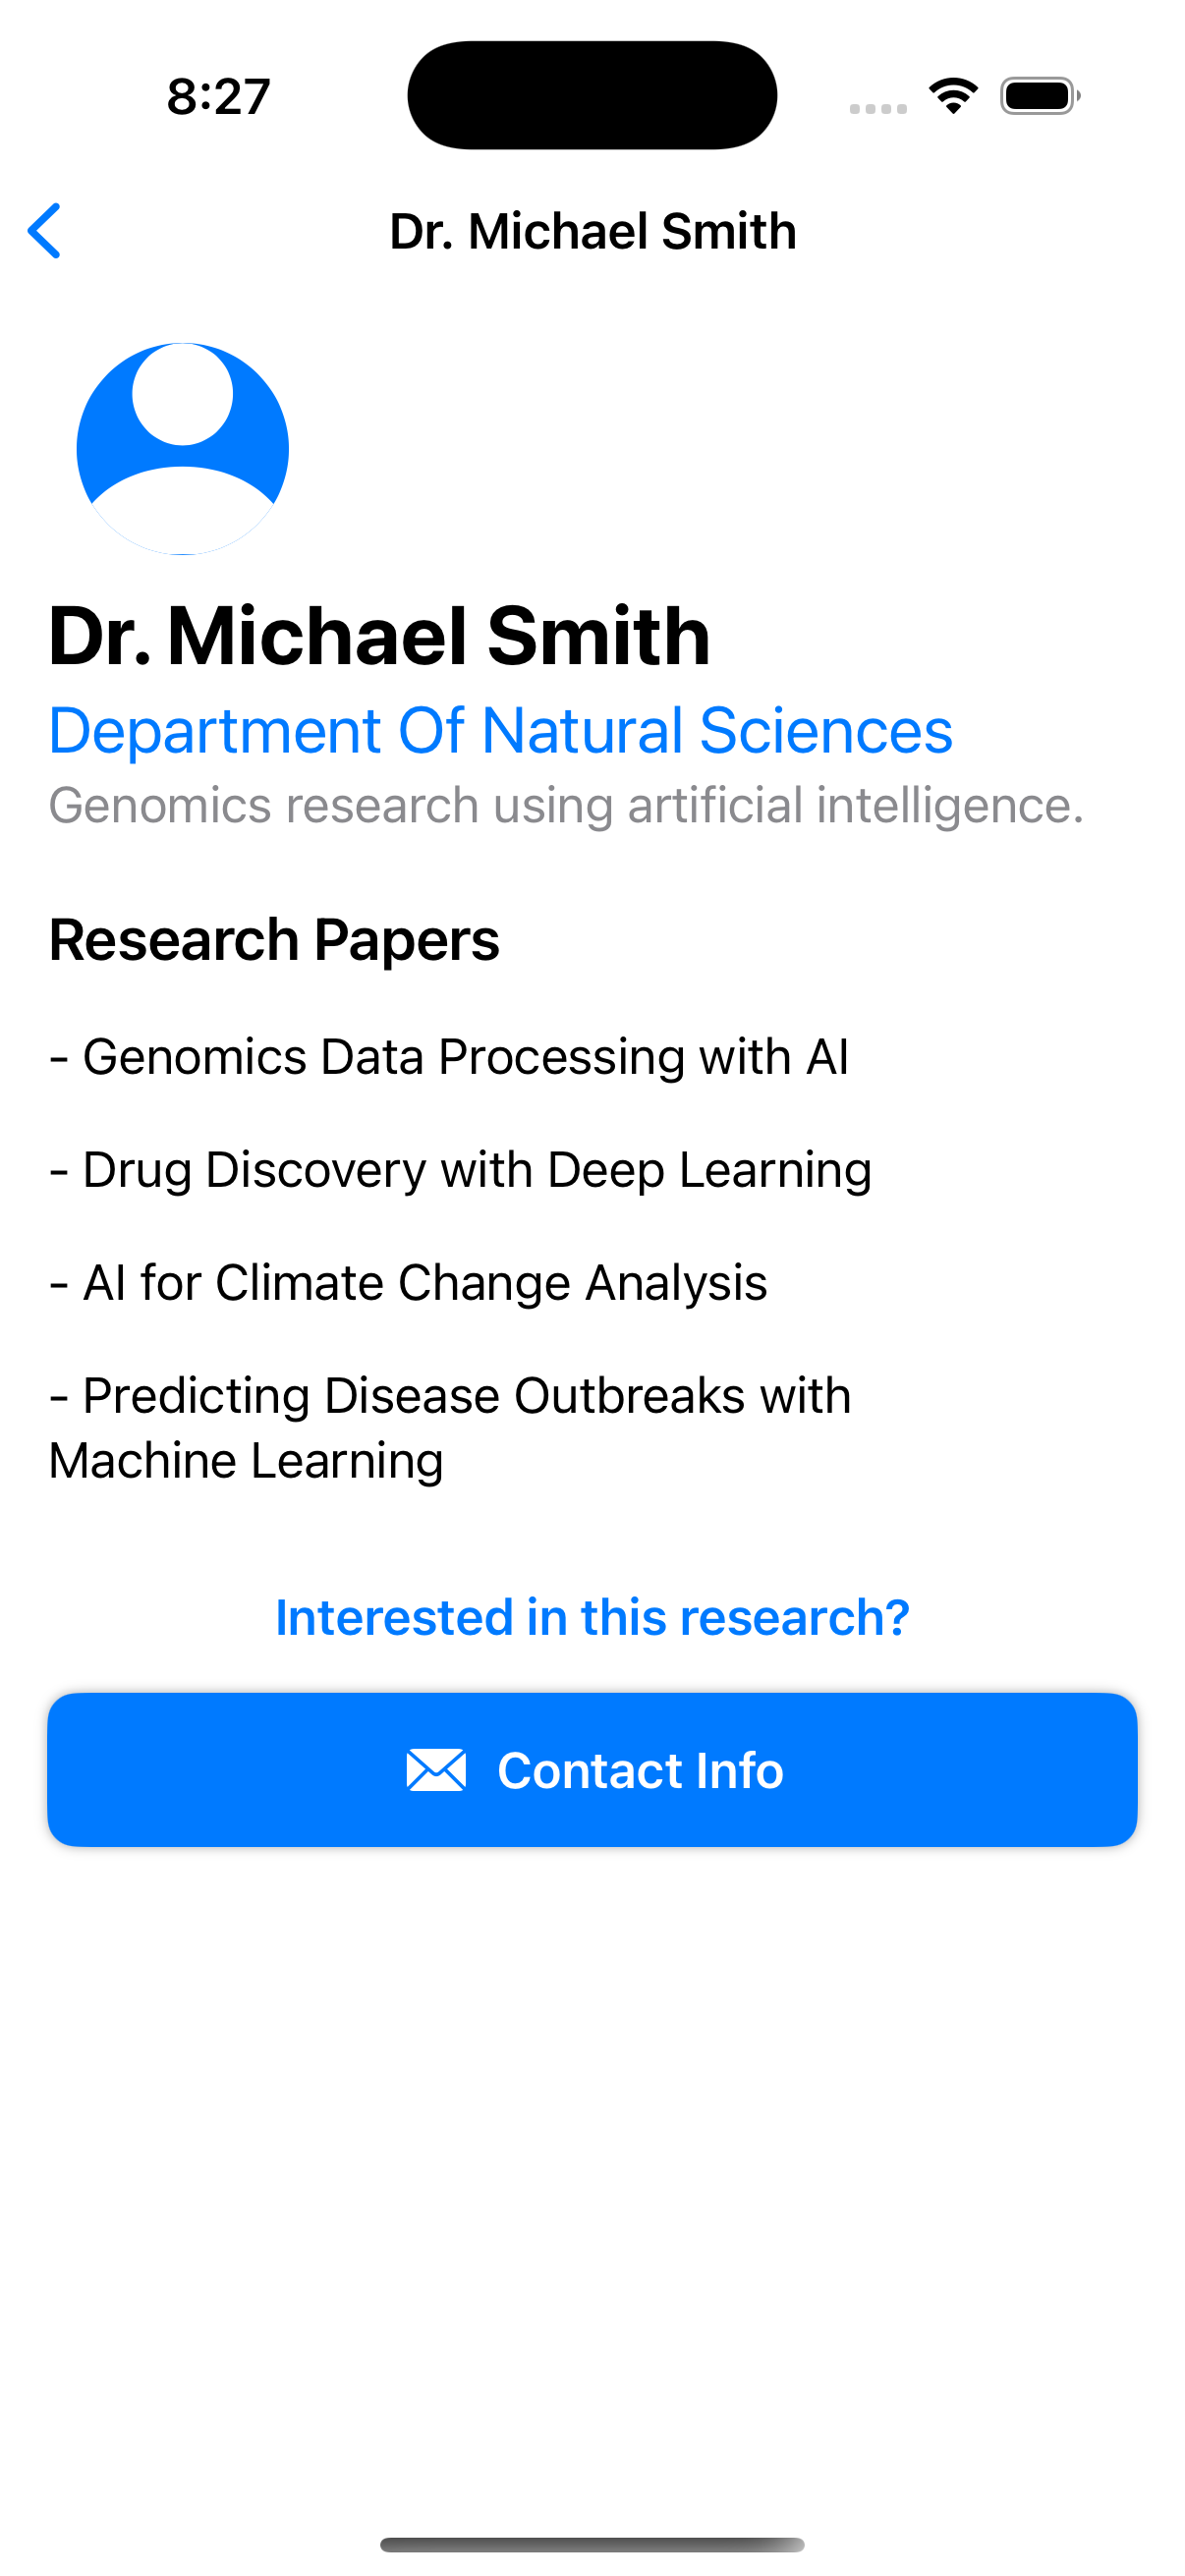 8:27
Dr. Michael Smith
Dr. Michael Smith
Department Of Natural Sciences
Genomics research using artificial intelligence.
Research Papers
- Genomics Data Processing with AI
- Drug Discovery with Deep Learning
- AI for Climate Change Analysis
- Predicting Disease Outbreaks with
Machine Learning
Interested in this research?
Contact Info